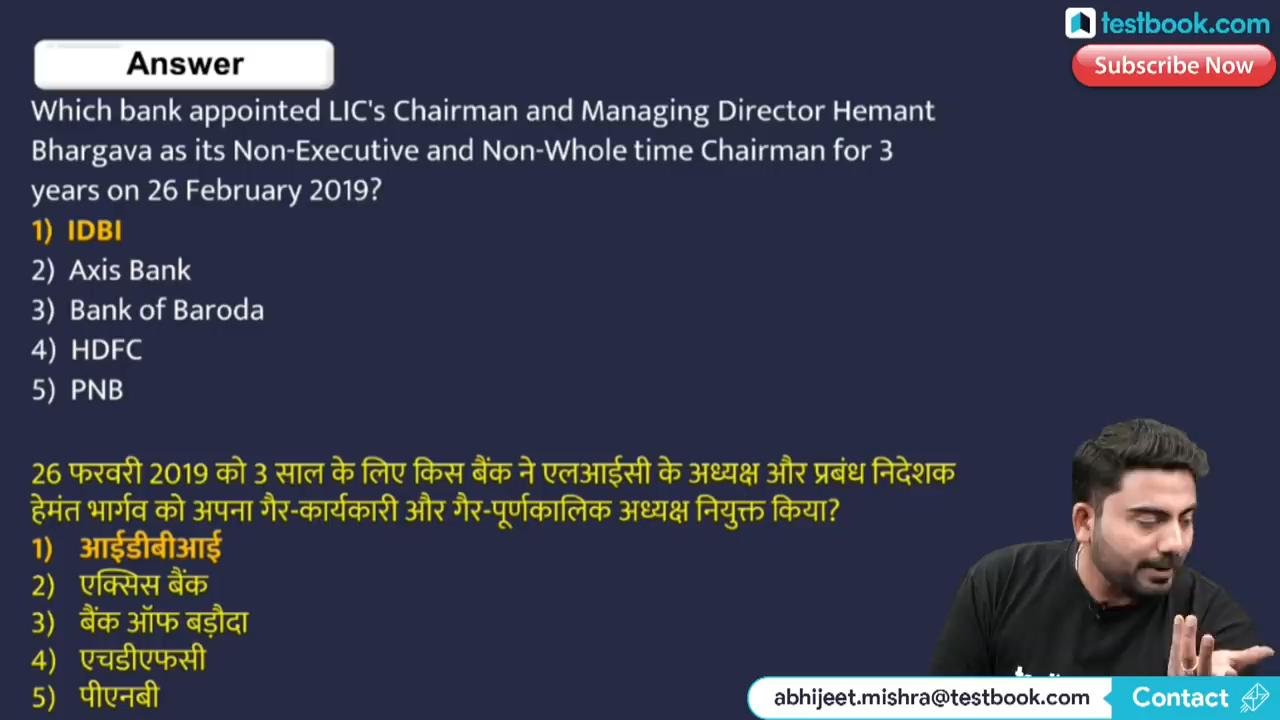 testbook.com
Subscribe Now
Answer
Which bank appointed LIC's Chairman and Managing Director Hemant
Bhargava as its Non-Executive and Non-Whole time Chairman for 3
years on 26 February 2019?
1) IDBI
2) Axis Bank
3) Bank of Baroda
4) HDFC
5) PNB
26 फरवरी 2019 को 3 साल के लिए किस बैंक ने एलआईसी के अध्यक्ष और प्रबंध निदेशक
हेमंत भार्गव को अपना गैर-कार्यकारी और गैर-पूर्णकालिक अध्यक्ष नियुक्त किया?
1) आईडीबीआई
2) एक्सिस बैंक
3) बैंक ऑफ बड़ौदा
4) एचडीएफसी
5) पीएनबी
abhijeet.mishra@testbook.com
Contact